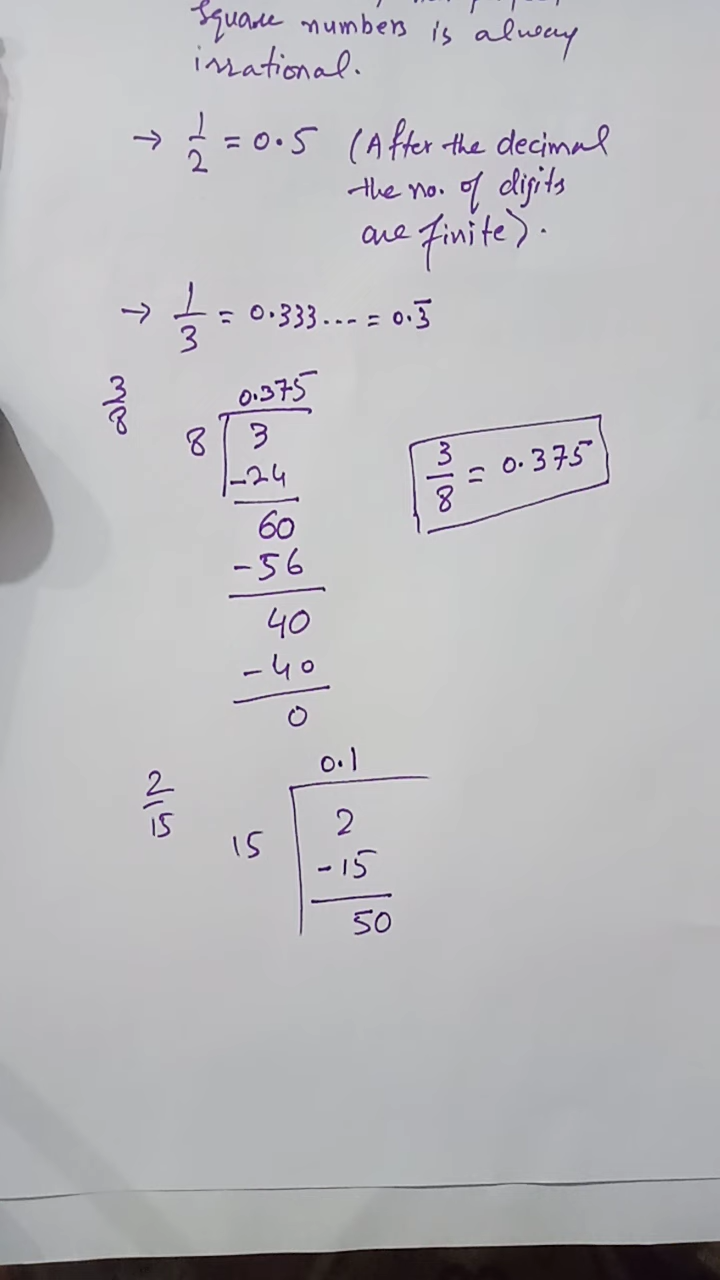 square numbers is alway
irrational.
→ 1/2 = 0.5 (After the decimal
the no. of digits
are finite).
→ 1/3 = 0.333... = 0.3̅
3/8
0.375
8 3
-24
60
-56
40
-40
0
3/8 = 0.375
2/15
0.1
15 2
-15
50